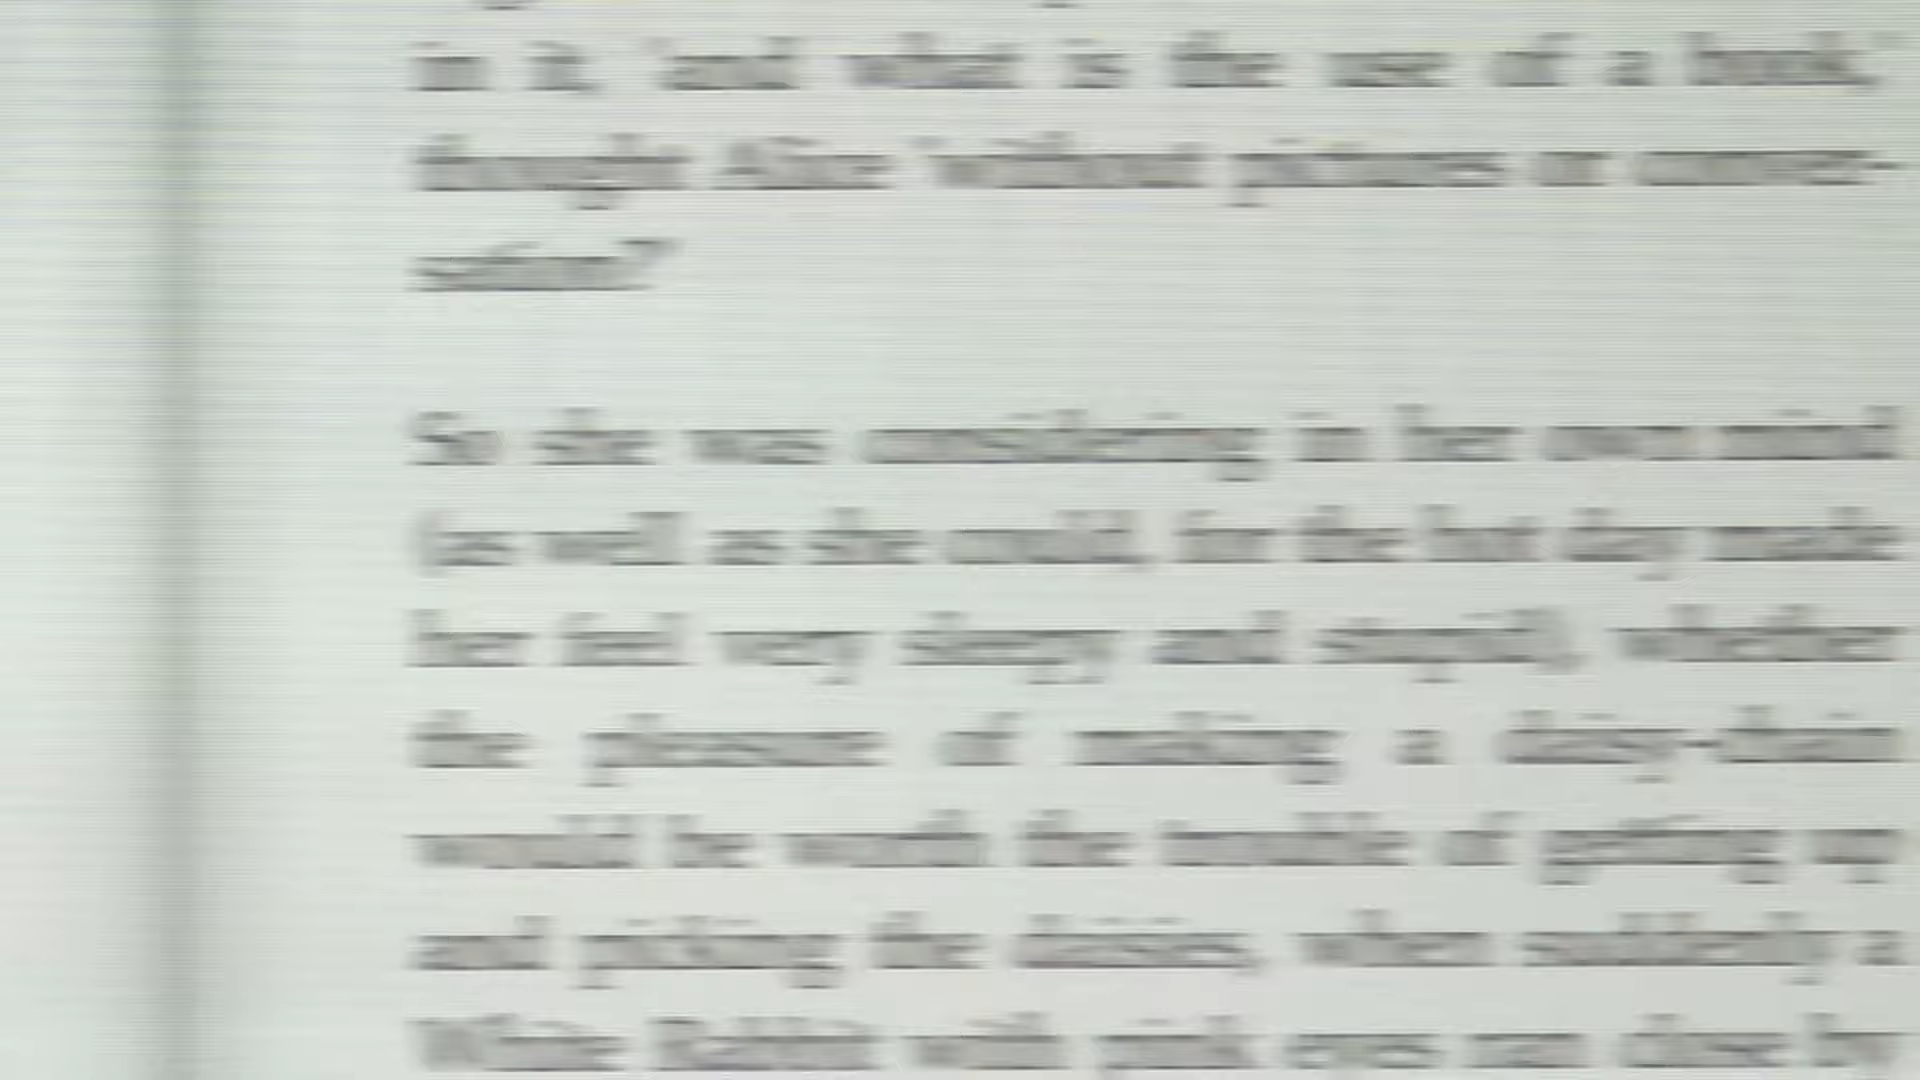 in it, 'and what is the use of a book,'
thought Alice 'without pictures or conver-
sation?'
So she was considering in her own mind
(as well as she could, for the hot day made
her feel very sleepy and stupid), whether
the pleasure of making a daisy-chain
would be worth the trouble of getting up
and picking the daisies, when suddenly a
White Rabbit with pink eyes ran close by